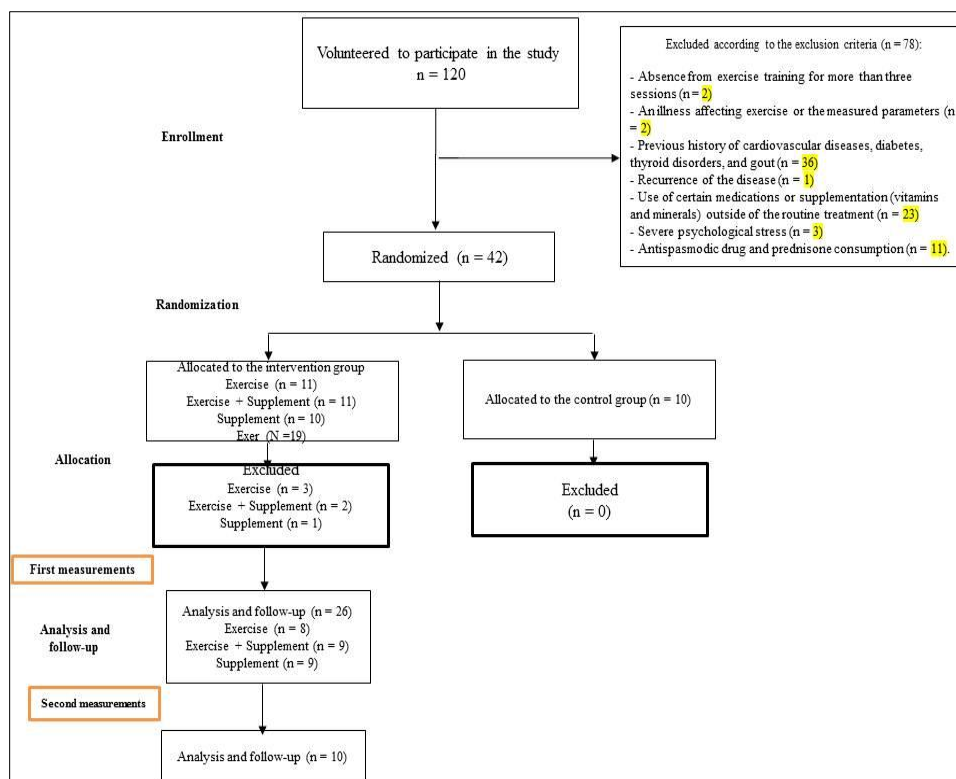 Volunteered to participate in the study
n = 120
Excluded according to the exclusion criteria (n = 78):
- Absence from exercise training for more than three
sessions (n = 2)
- An illness affecting exercise or the measured parameters (n
= 2)
- Previous history of cardiovascular diseases, diabetes,
thyroid disorders, and gout (n = 36)
- Recurrence of the disease (n = 1)
- Use of certain medications or supplementation (vitamins
and minerals) outside of the routine treatment (n = 23)
- Severe psychological stress (n = 3)
- Antispasmodic drug and prednisone consumption (n = 11).
Enrollment
Randomized (n = 42)
Randomization
Allocated to the intervention group
Exercise (n = 11)
Exercise + Supplement (n = 11)
Supplement (n = 10)
Exer (N =19)
Allocated to the control group (n = 10)
Allocation
Excluded
Exercise (n = 3)
Exercise + Supplement (n = 2)
Supplement (n = 1)
Excluded
(n = 0)
First measurements
Analysis and
follow-up
Analysis and follow-up (n = 26)
Exercise (n = 8)
Exercise + Supplement (n = 9)
Supplement (n = 9)
Second measurements
Analysis and follow-up (n = 10)